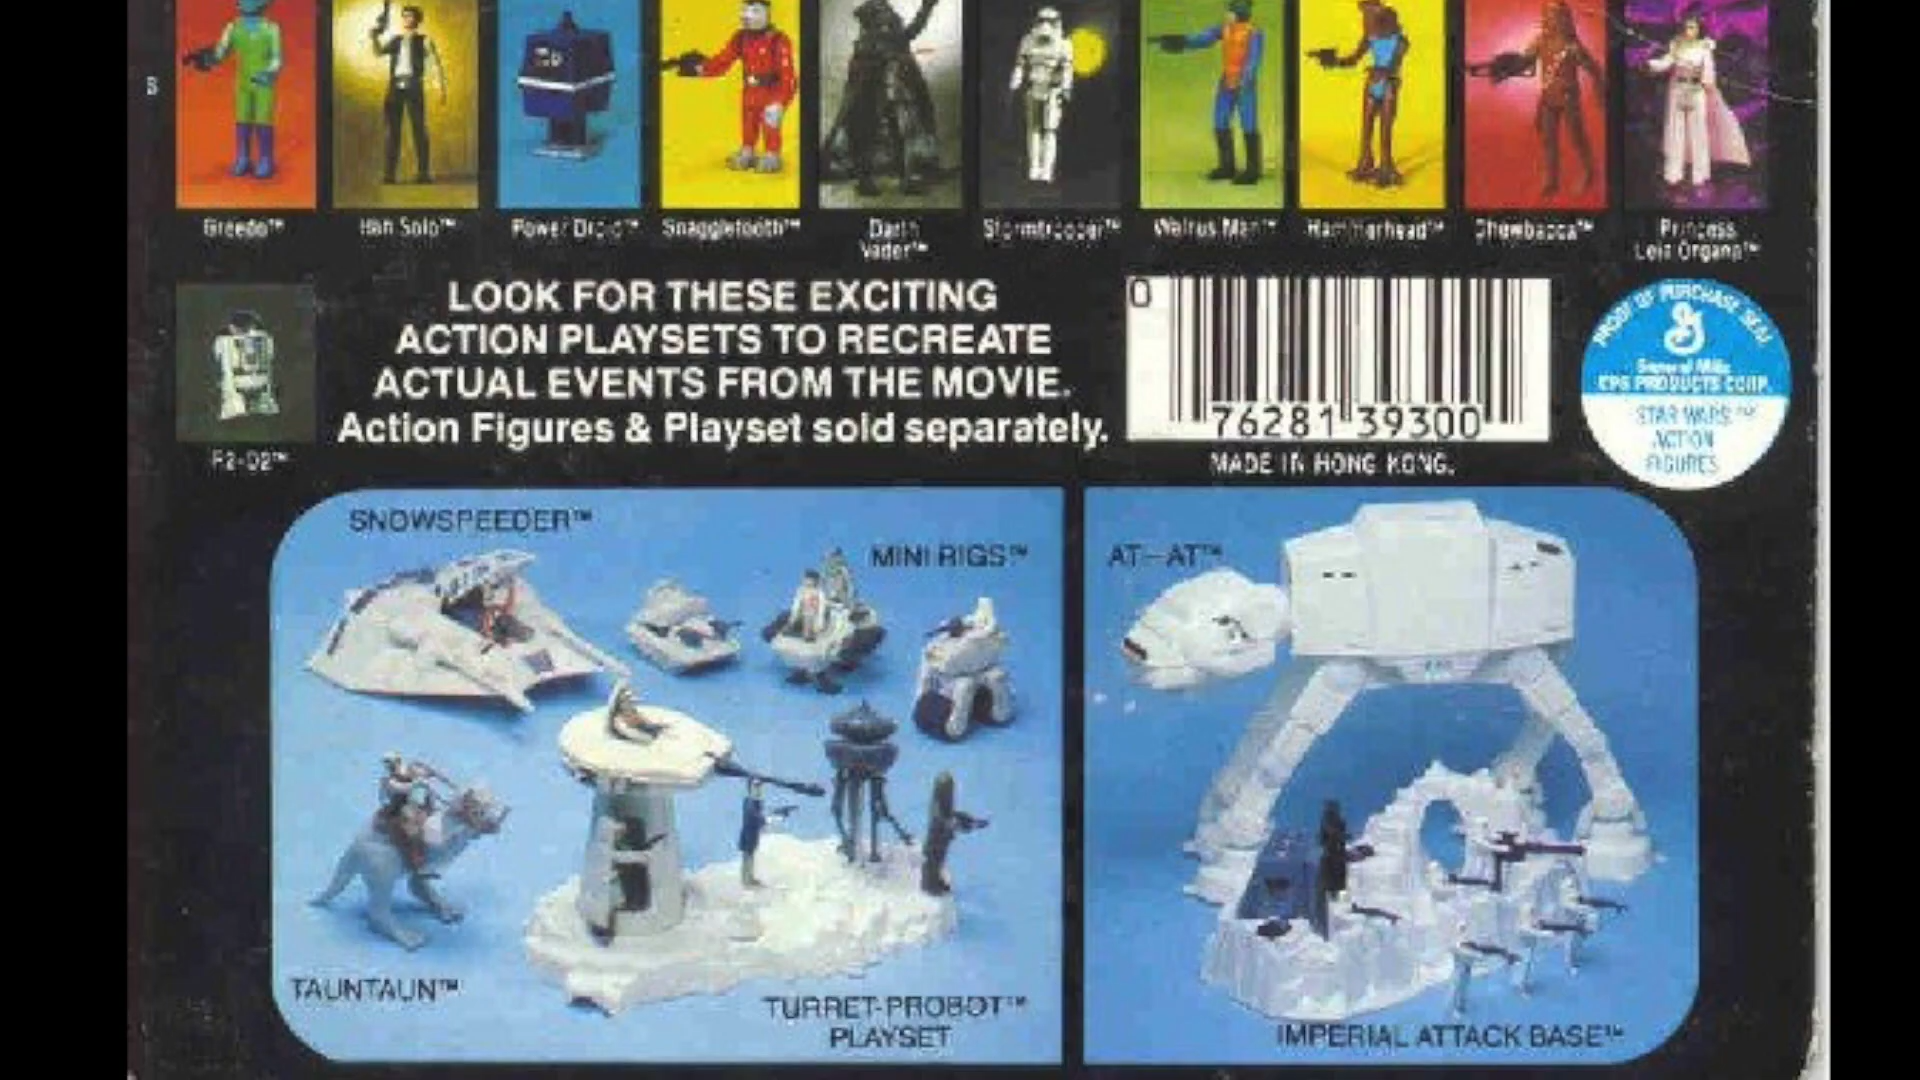 S
Greedo™
Han Solo™
Power Droid™
Snaggletooth™
Darth
Vader™
Stormtrooper™
Walrus Man™
Hammerhead™
Chewbacca™
Princess
Leia Organa™
R2-D2™
LOOK FOR THESE EXCITING
ACTION PLAYSETS TO RECREATE
ACTUAL EVENTS FROM THE MOVIE.
Action Figures & Playset sold separately.
0
76281 39300
MADE IN HONG KONG.
PROOF OF PURCHASE SEAL
G
General Mills
CPG PRODUCTS CORP.
STAR WARS™
ACTION
FIGURES
SNOWSPEEDER™
MINI RIGS™
TAUNTAUN™
TURRET-PROBOT™
PLAYSET
AT-AT™
IMPERIAL ATTACK BASE™